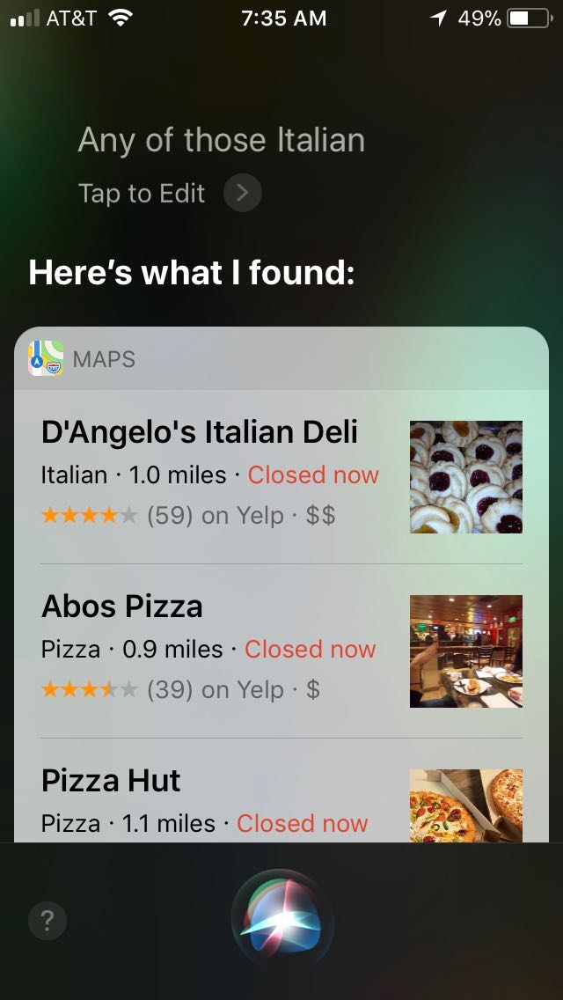 AT&T 7:35 AM 49%
Any of those Italian
Tap to Edit
Here’s what I found:
MAPS
D'Angelo's Italian Deli
Italian · 1.0 miles · Closed now
(59) on Yelp · $$
Abos Pizza
Pizza · 0.9 miles · Closed now
(39) on Yelp · $
Pizza Hut
Pizza · 1.1 miles · Closed now
?